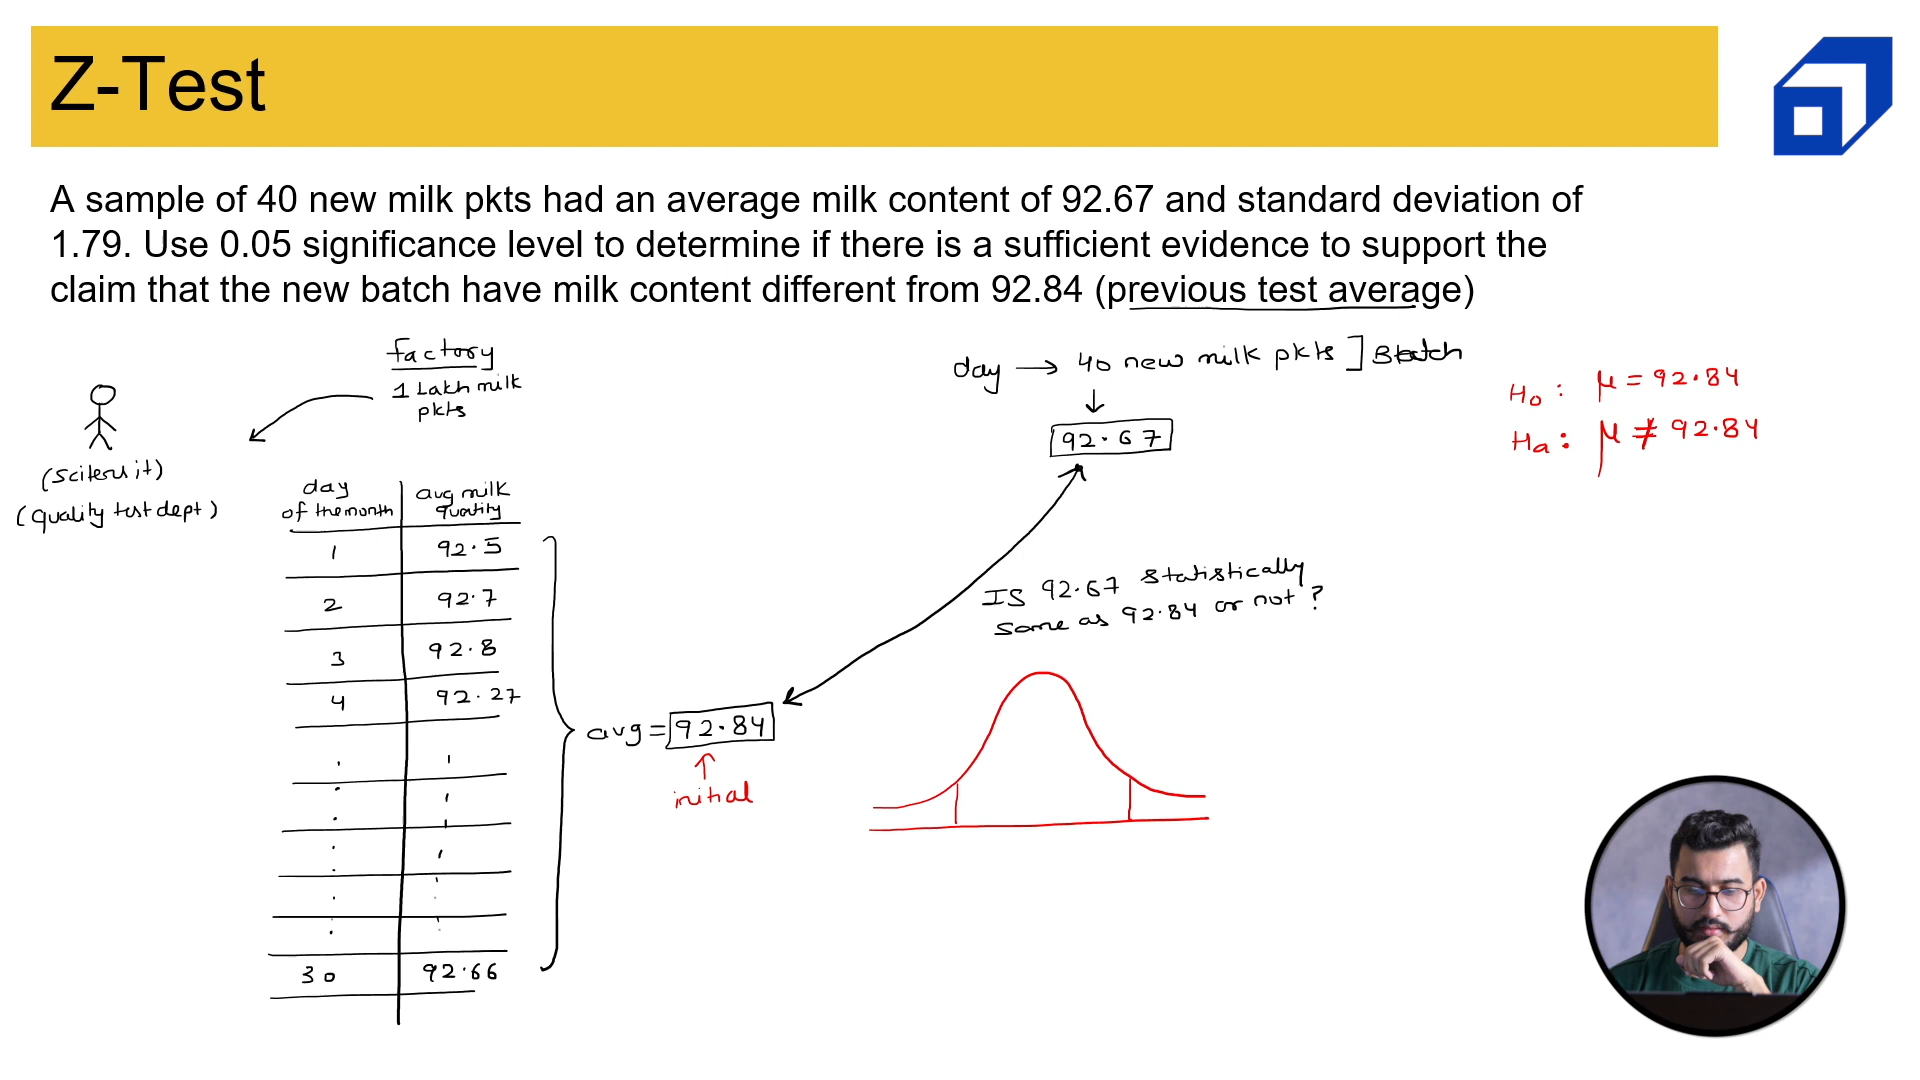 Z-Test
A sample of 40 new milk pkts had an average milk content of 92.67 and standard deviation of
1.79. Use 0.05 significance level to determine if there is a sufficient evidence to support the
claim that the new batch have milk content different from 92.84 (previous test average)
factory
1 Lakh milk
pkts
(quality test dept)
day
of the month
avg milk
1 92.5
2 92.7
3 92.8
4 92.27
30 92.66
avg = 92.84
initial
day → 40 new milk pkts ] Batch
92.67
Is 92.67 statistically
same as 92.84 or not?
H₀ : μ = 92.84
Hₐ : μ ≠ 92.84